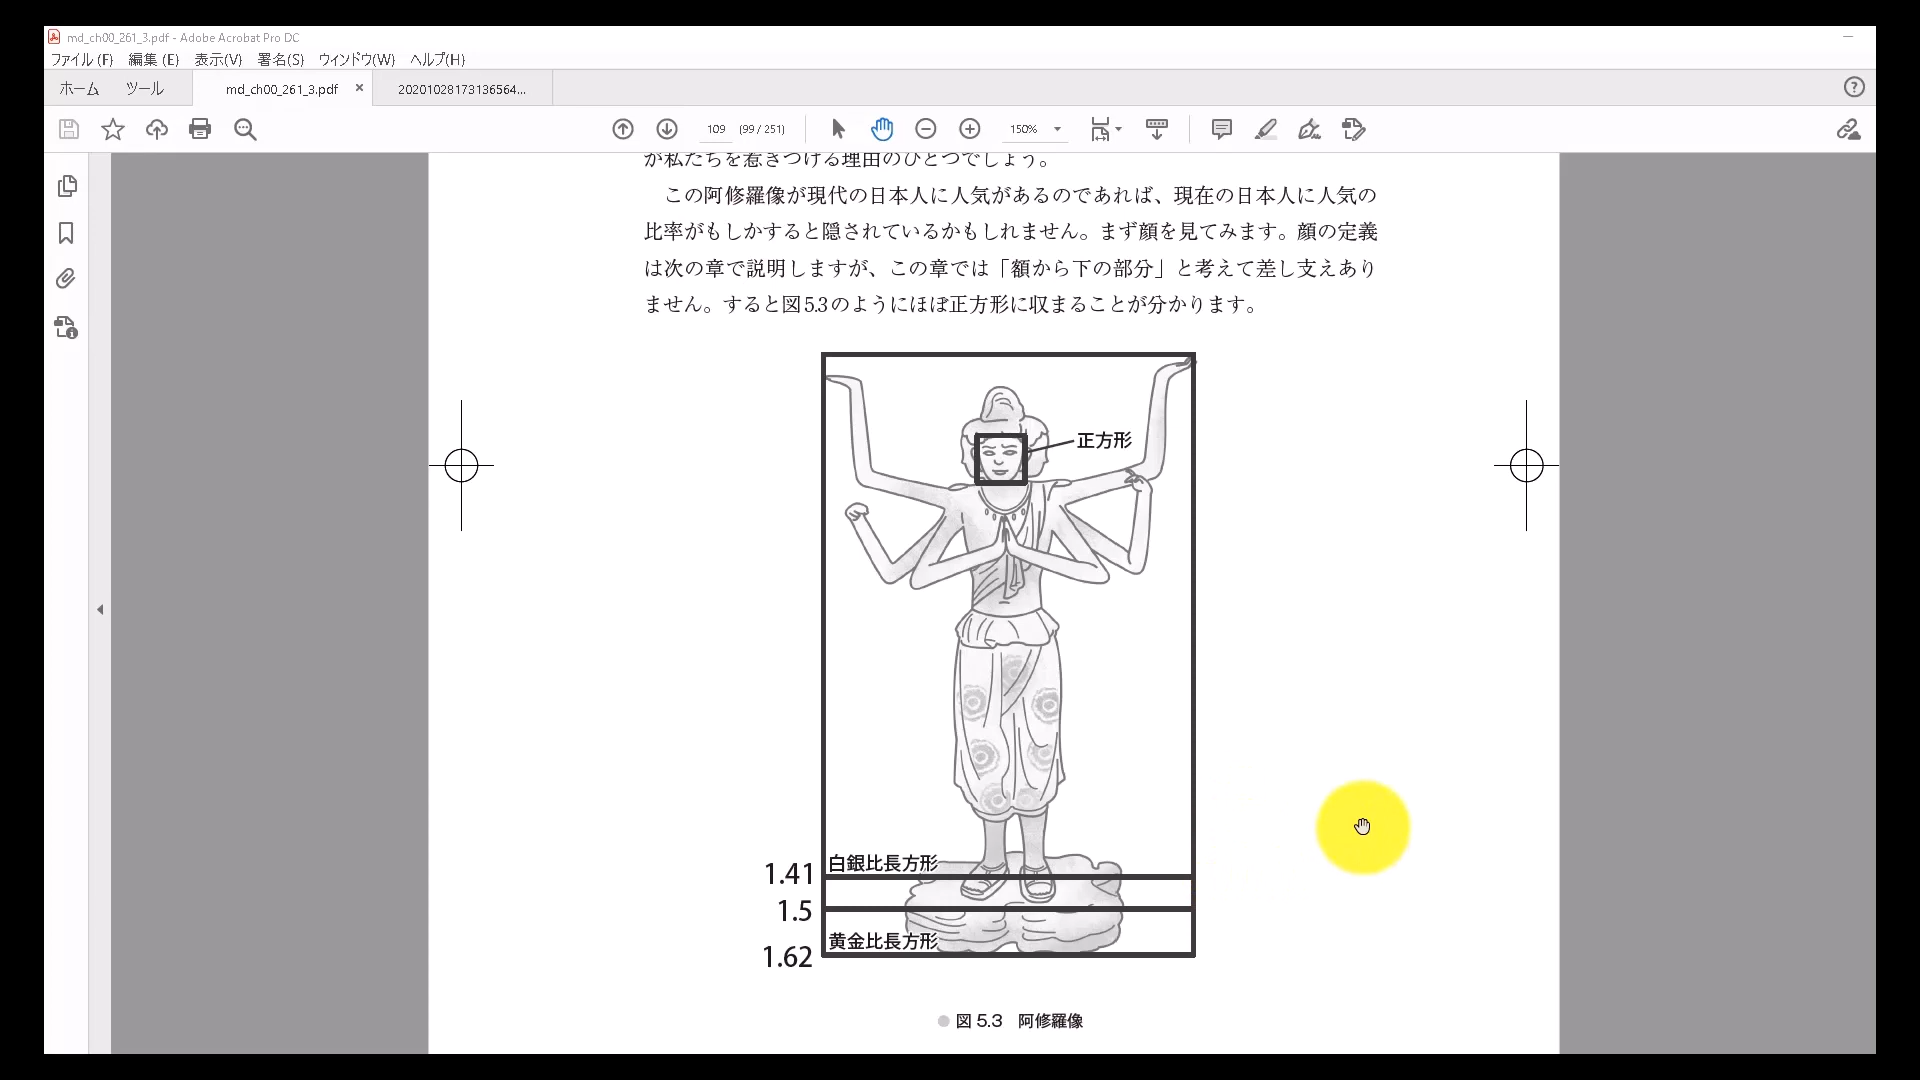 md_ch00_261_3.pdf - Adobe Acrobat Pro DC
ファイル(F) 編集(E) 表示(V) 署名(S) ウィンドウ(W) ヘルプ(H)
ホーム ツール md_ch00_261_3.pdf × 20201028173136564...
109 (99 / 251) 150%
が私たちを惹きつける理由のひとつでしょう。
この阿修羅像が現代の日本人に人気があるのであれば、現在の日本人に人気の
比率がもしかすると隠されているかもしれません。まず顔を見てみます。顔の定義
は次の章で説明しますが、この章では「額から下の部分」と考えて差し支えあり
ません。すると図5.3のようにほぼ正方形に収まることが分かります。
正方形
白銀比長方形
1.41
1.5
黄金比長方形
1.62
図 5.3 阿修羅像